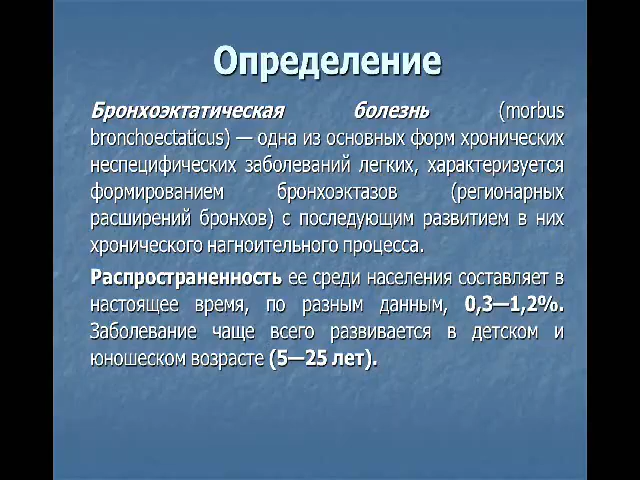 Определение
Бронхоэктатическая болезнь (morbus
bronchoectaticus) — одна из основных форм хронических
неспецифических заболеваний легких, характеризуется
формированием бронхоэктазов (регионарных
расширений бронхов) с последующим развитием в них
хронического нагноительного процесса.
Распространенность ее среди населения составляет в
настоящее время, по разным данным, 0,3—1,2%.
Заболевание чаще всего развивается в детском и
юношеском возрасте (5—25 лет).